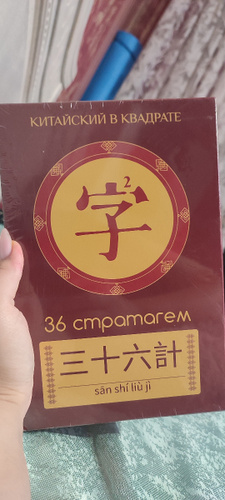 КИТАЙСКИЙ В КВАДРАТЕ
字2
36 стратагем
三十六計
sān shí liù jì